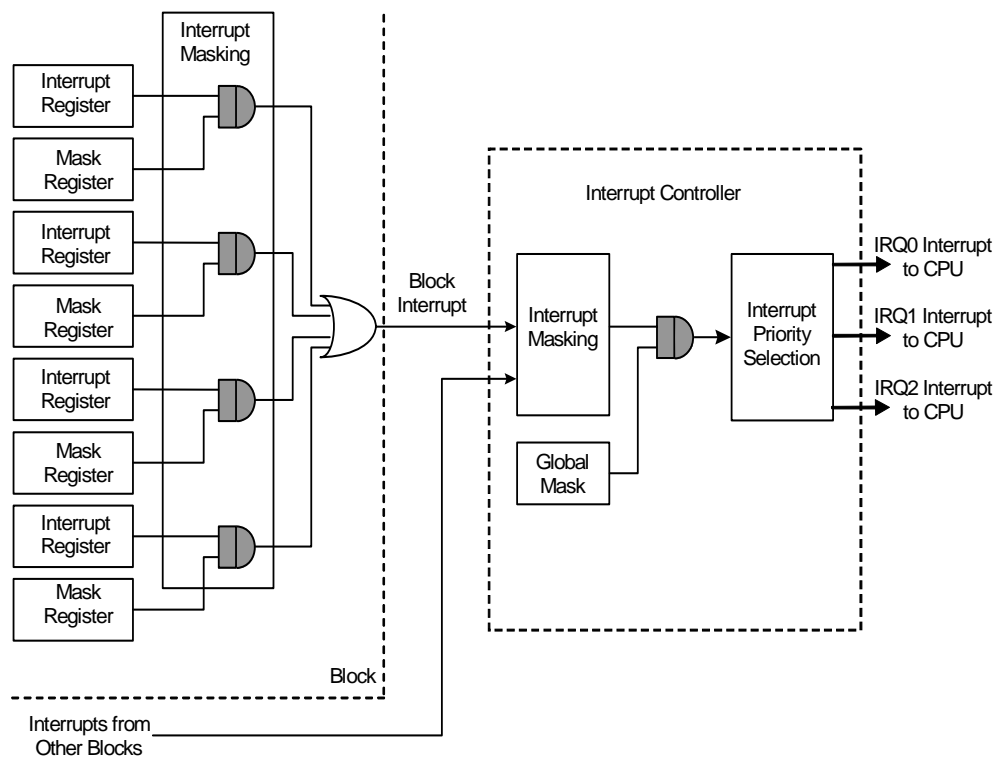 Interrupt
Masking
Interrupt
Register
Mask
Register
Interrupt
Register
Mask
Register
Interrupt
Register
Mask
Register
Interrupt
Register
Mask
Register
Block
Block
Interrupt
Interrupts from
Other Blocks
Interrupt Controller
Interrupt
Masking
Global
Mask
Interrupt
Priority
Selection
IRQ0 Interrupt
to CPU
IRQ1 Interrupt
to CPU
IRQ2 Interrupt
to CPU